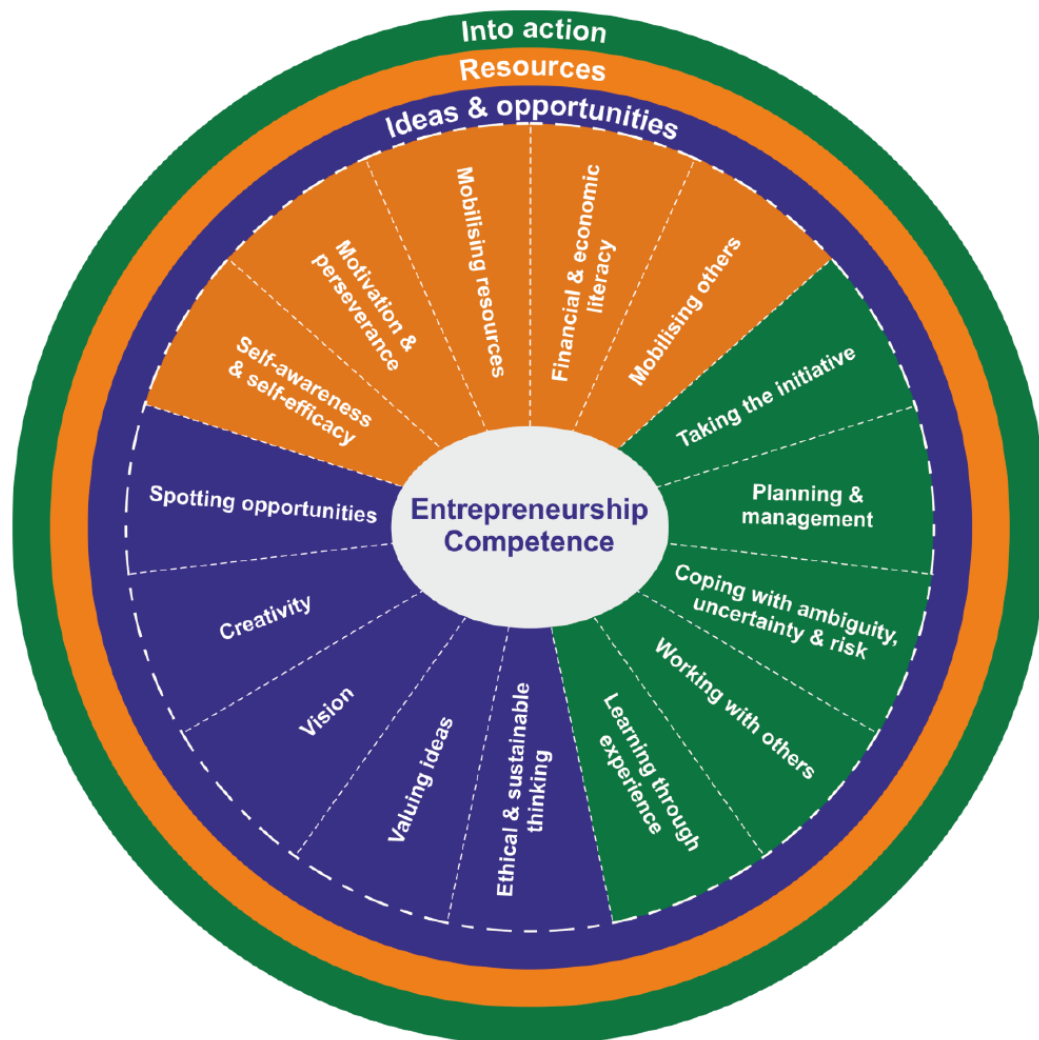 Into action
Resources
Ideas & opportunities
Self-awareness
& self-efficacy
Motivation &
perseverance
Mobilising resources
Financial & economic
literacy
Mobilising others
Taking the initiative
Planning &
management
Coping with ambiguity,
uncertainty & risk
Working with others
Learning through
experience
Ethical & sustainable
thinking
Valuing ideas
Vision
Creativity
Spotting opportunities
Entrepreneurship
Competence